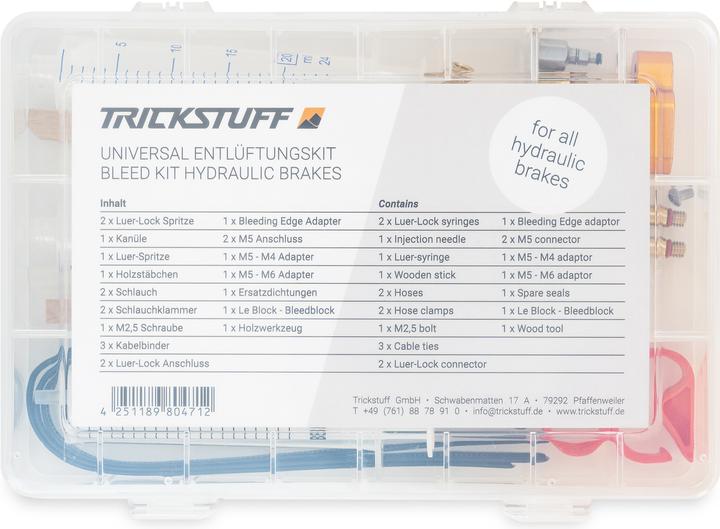 5 10 15 20 m 24
TRICKSTUFF
UNIVERSAL ENTLÜFTUNGSKIT
BLEED KIT HYDRAULIC BRAKES
for all
hydraulic
brakes
Inhalt
2 x Luer-Lock Spritze 1 x Bleeding Edge Adapter
1 x Kanüle 2 x M5 Anschluss
1 x Luer-Spritze 1 x M5 - M4 Adapter
1 x Holzstäbchen 1 x M5 - M6 Adapter
2 x Schlauch 1 x Ersatzdichtungen
2 x Schlauchklammer 1 x Le Block - Bleedblock
1 x M2,5 Schraube 1 x Holzwerkzeug
3 x Kabelbinder
2 x Luer-Lock Anschluss
Contains
2 x Luer-Lock syringes 1 x Bleeding Edge adaptor
1 x Injection needle 2 x M5 connector
1 x Luer-syringe 1 x M5 - M4 adaptor
1 x Wooden stick 1 x M5 - M6 adaptor
2 x Hoses 1 x Spare seals
2 x Hose clamps 1 x Le Block - Bleedblock
1 x M2,5 bolt 1 x Wood tool
3 x Cable ties
2 x Luer-Lock connector
4 251189 804712
Trickstuff GmbH • Schwabenmatten 17 A • 79292 Pfaffenweiler
T +49 (761) 88 78 91 0 • info@trickstuff.de • www.trickstuff.de